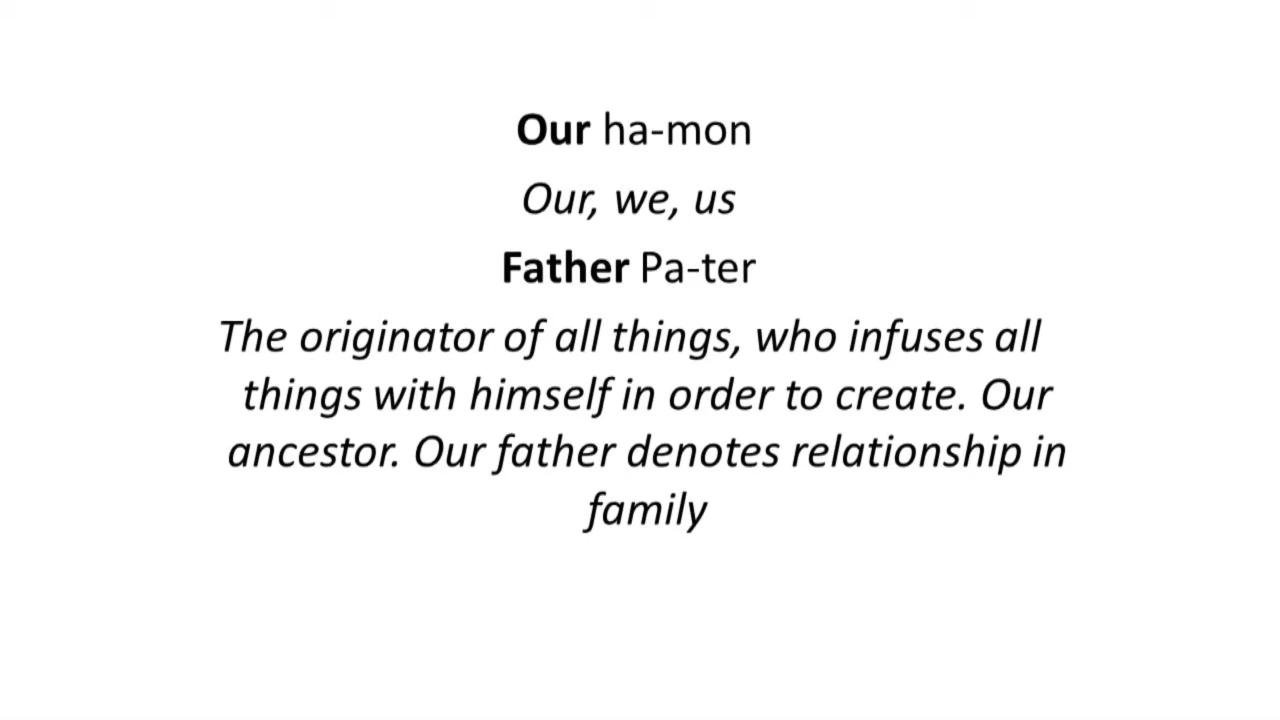 Our ha-mon
Our, we, us
Father Pa-ter
The originator of all things, who infuses all
things with himself in order to create. Our
ancestor. Our father denotes relationship in
family